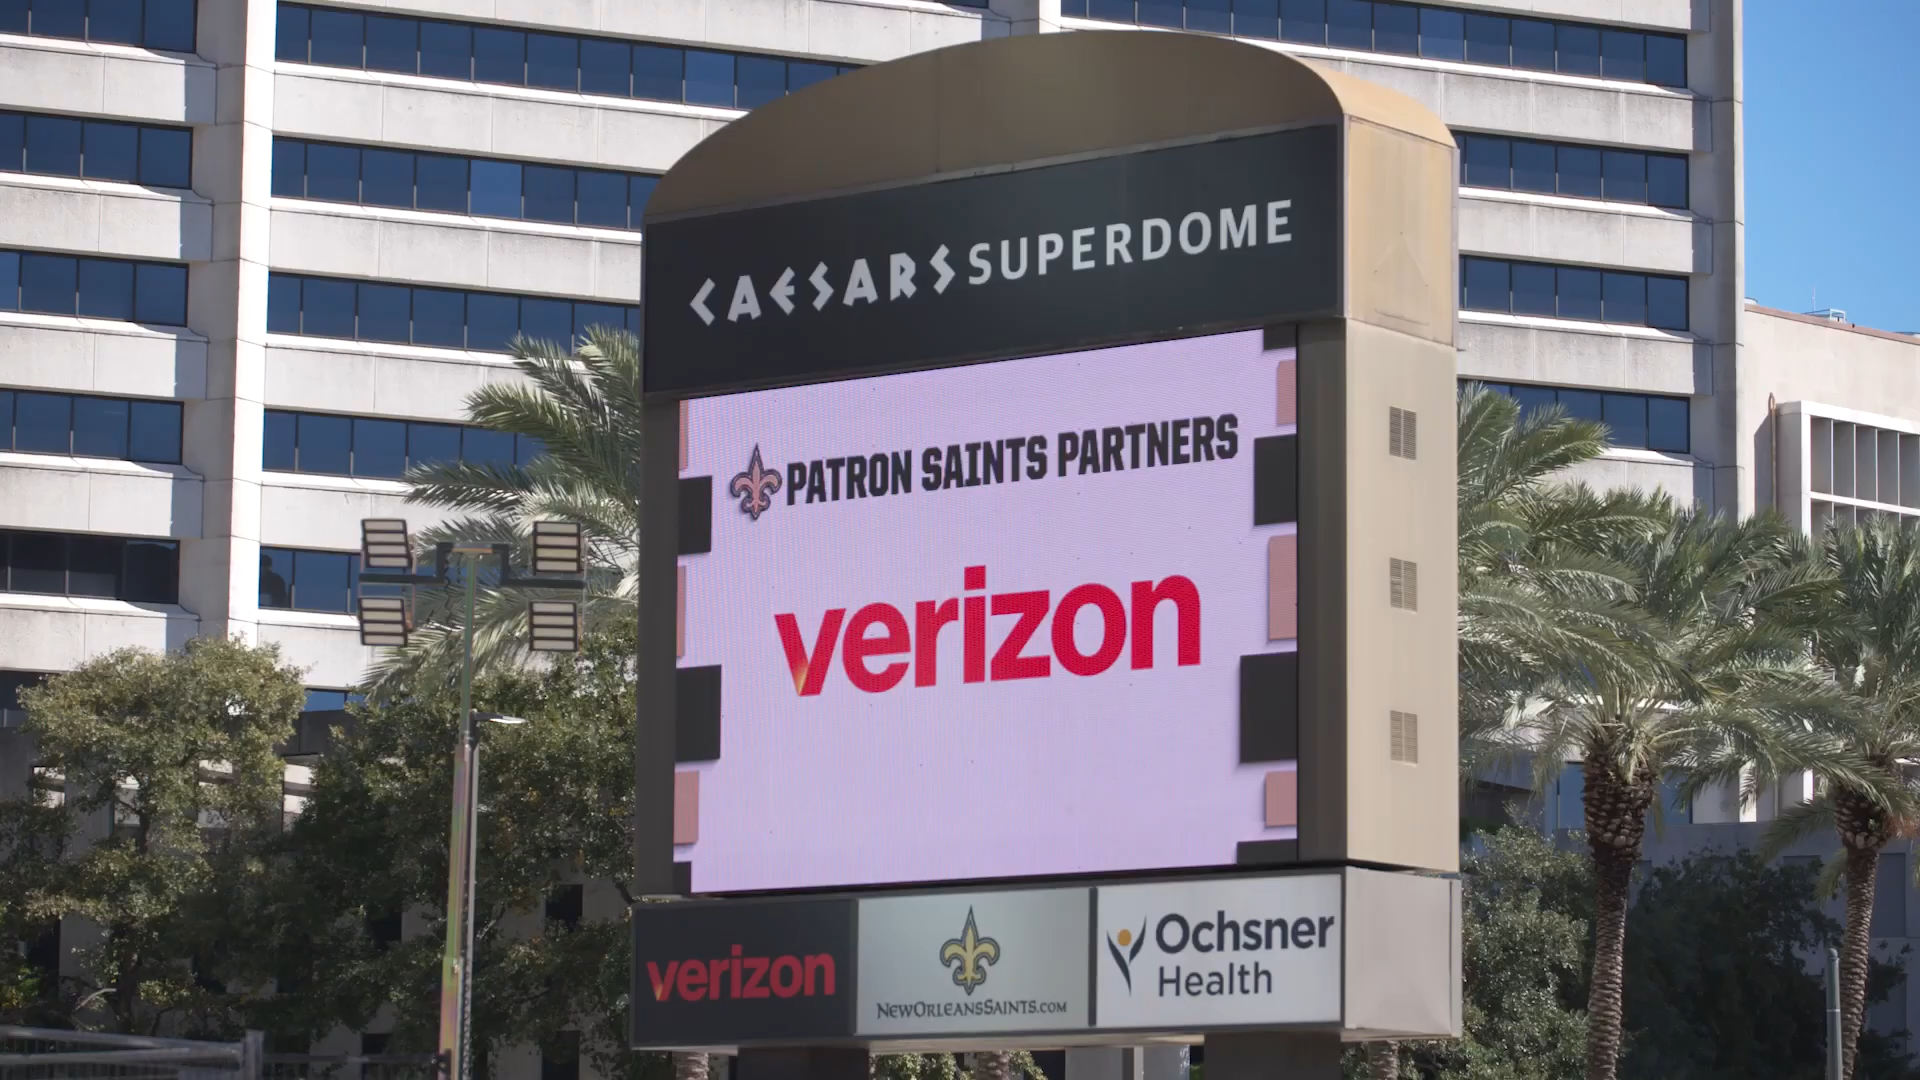 CAESARS SUPERDOME
PATRON SAINTS PARTNERS
verizon
verizon
NEWORLEANSSAINTS.COM
Ochsner
Health